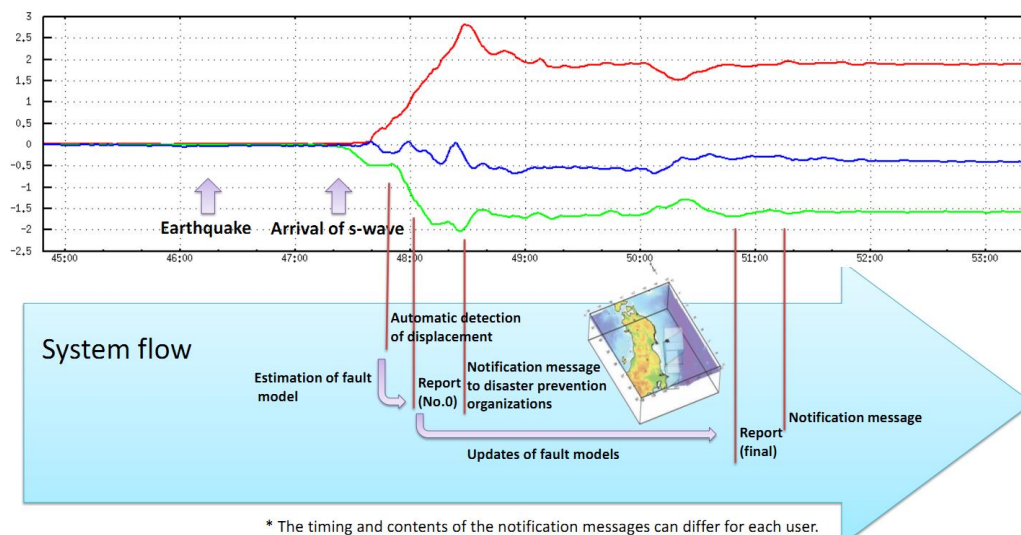 3
2.5
2
1.5
1
0.5
0
-0.5
-1
-1.5
-2
-2.5
45:00 46:00 47:00 48:00 49:00 50:00 51:00 52:00 53:00
Earthquake
Arrival of s-wave
System flow
Automatic detection
of displacement
Estimation of fault
model
Report
(No.0)
Notification message
to disaster prevention
organizations
Updates of fault models
Report
(final)
Notification message
* The timing and contents of the notification messages can differ for each user.